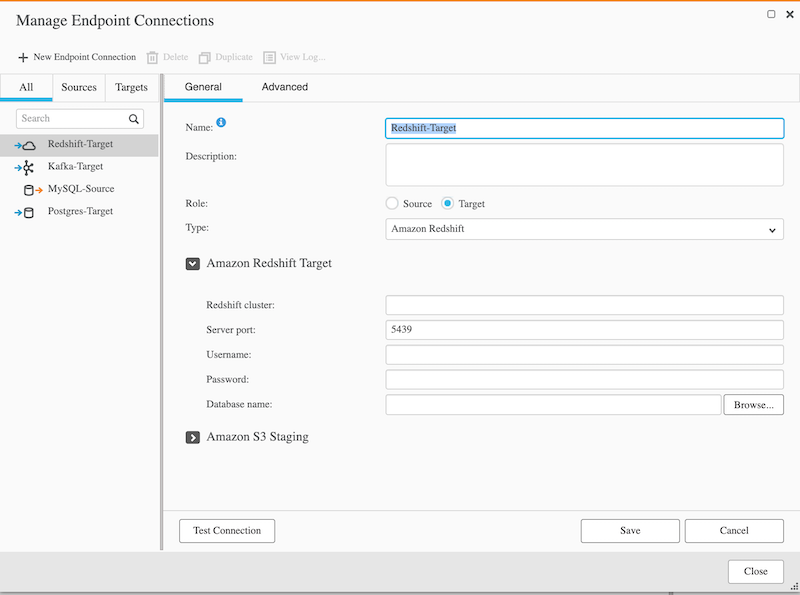 Manage Endpoint Connections
New Endpoint Connection Delete Duplicate View Log...
All Sources Targets
Search
Redshift-Target
Kafka-Target
MySQL-Source
Postgres-Target
General Advanced
Name: Redshift-Target
Description:
Role: Source Target
Type: Amazon Redshift
Amazon Redshift Target
Redshift cluster:
Server port: 5439
Username:
Password:
Database name: Browse...
Amazon S3 Staging
Test Connection Save Cancel
Close